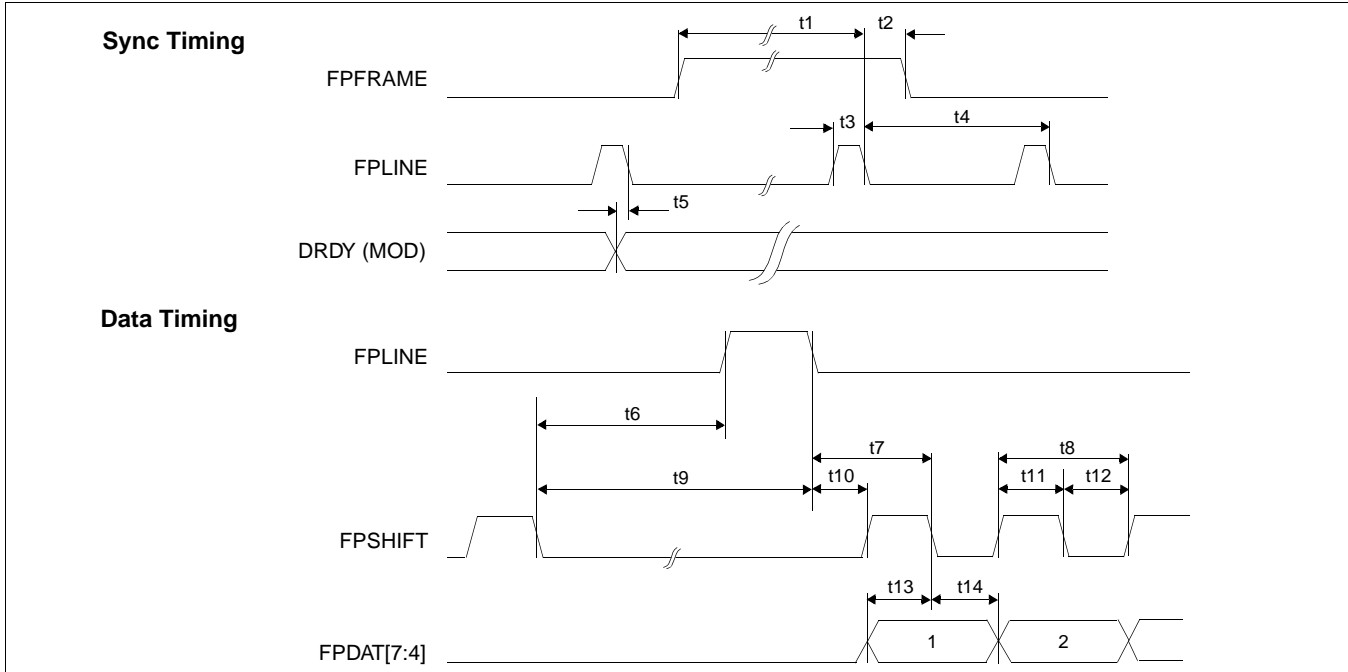 Sync Timing
t1
t2
FPFRAME
t3
t4
FPLINE
t5
DRDY (MOD)
Data Timing
FPLINE
t6
t7
t8
t9
t10
t11
t12
FPSHIFT
t13
t14
FPDAT[7:4]
1
2